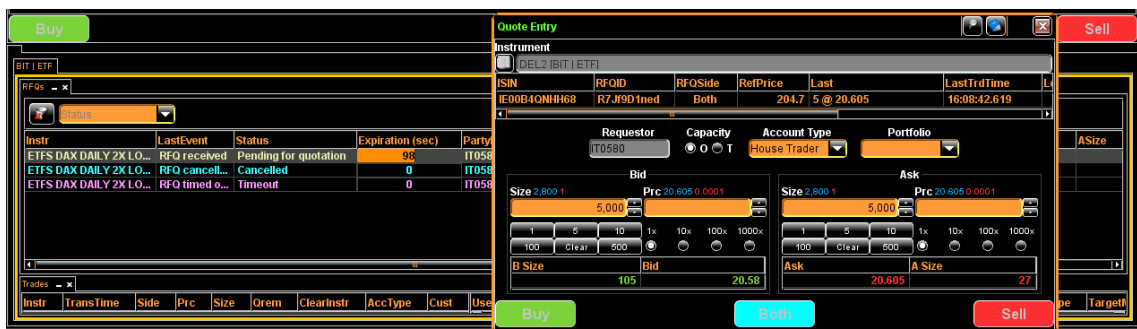 Buy
BIT | ETF
RFQs
Status
Instr LastEvent Status Expiration (sec) Party
ETFS DAX DAILY 2X LO... RFQ received Pending for quotation 98 IT058
ETFS DAX DAILY 2X LO... RFQ cancell... Cancelled 0 IT058
ETFS DAX DAILY 2X LO... RFQ timed o... Timeout 0 IT058
Trades
Instr TransTime Side Prc Size Qrem ClearInstr AccType Cust Use
Quote Entry
Instrument
DEL2 [BIT | ETF]
ISIN RFQID RFQSide RefPrice Last LastTrdTime
IE00B4QNHH68 R7Jf9D1ned Both 204.7 5 @ 20.605 16:08:42.619
Requestor Capacity Account Type Portfolio
IT0580 O T House Trader
Bid
Size 2,800 1 Prc 20.605 0.0001
5,000
1 5 10 1x 10x 100x 1000x
100 Clear 500
B Size Bid
105 20.58
Ask
Size 2,800 1 Prc 20.605 0.0001
5,000
1 5 10 1x 10x 100x 1000x
100 Clear 500
Ask A Size
20.605 27
Buy Both Sell
Sell
ASize
pe TargetM